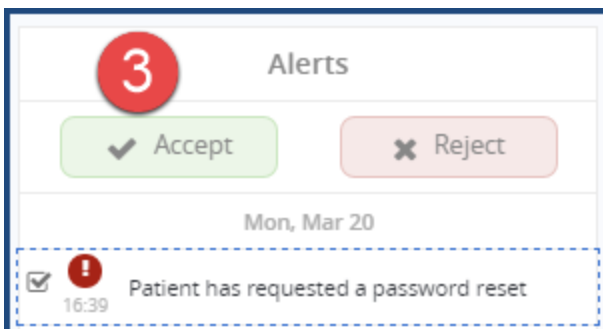 3
Alerts
Accept
Reject
Mon, Mar 20
!
16:39
Patient has requested a password reset